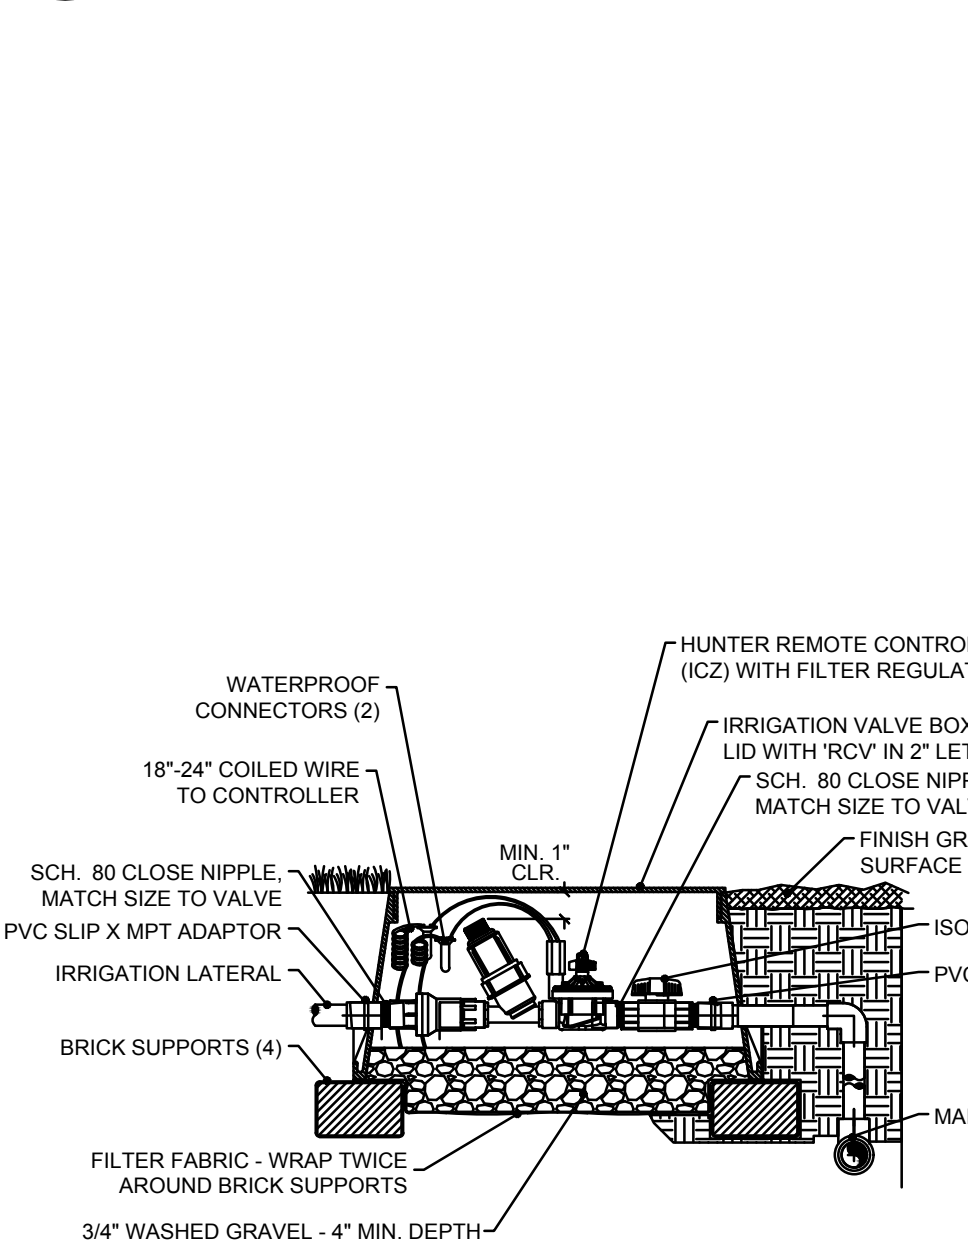 HUNTER REMOTE CONTROL
(ICZ) WITH FILTER REGULAT
WATERPROOF
CONNECTORS (2)
IRRIGATION VALVE BOX
LID WITH 'RCV' IN 2" LET
18"-24" COILED WIRE
TO CONTROLLER
SCH. 80 CLOSE NIPP
MATCH SIZE TO VAL
FINISH GR
SURFACE
MIN. 1"
CLR.
SCH. 80 CLOSE NIPPLE,
MATCH SIZE TO VALVE
PVC SLIP X MPT ADAPTOR
ISO
IRRIGATION LATERAL
PVC
BRICK SUPPORTS (4)
MAI
FILTER FABRIC - WRAP TWICE
AROUND BRICK SUPPORTS
3/4" WASHED GRAVEL - 4" MIN. DEPTH